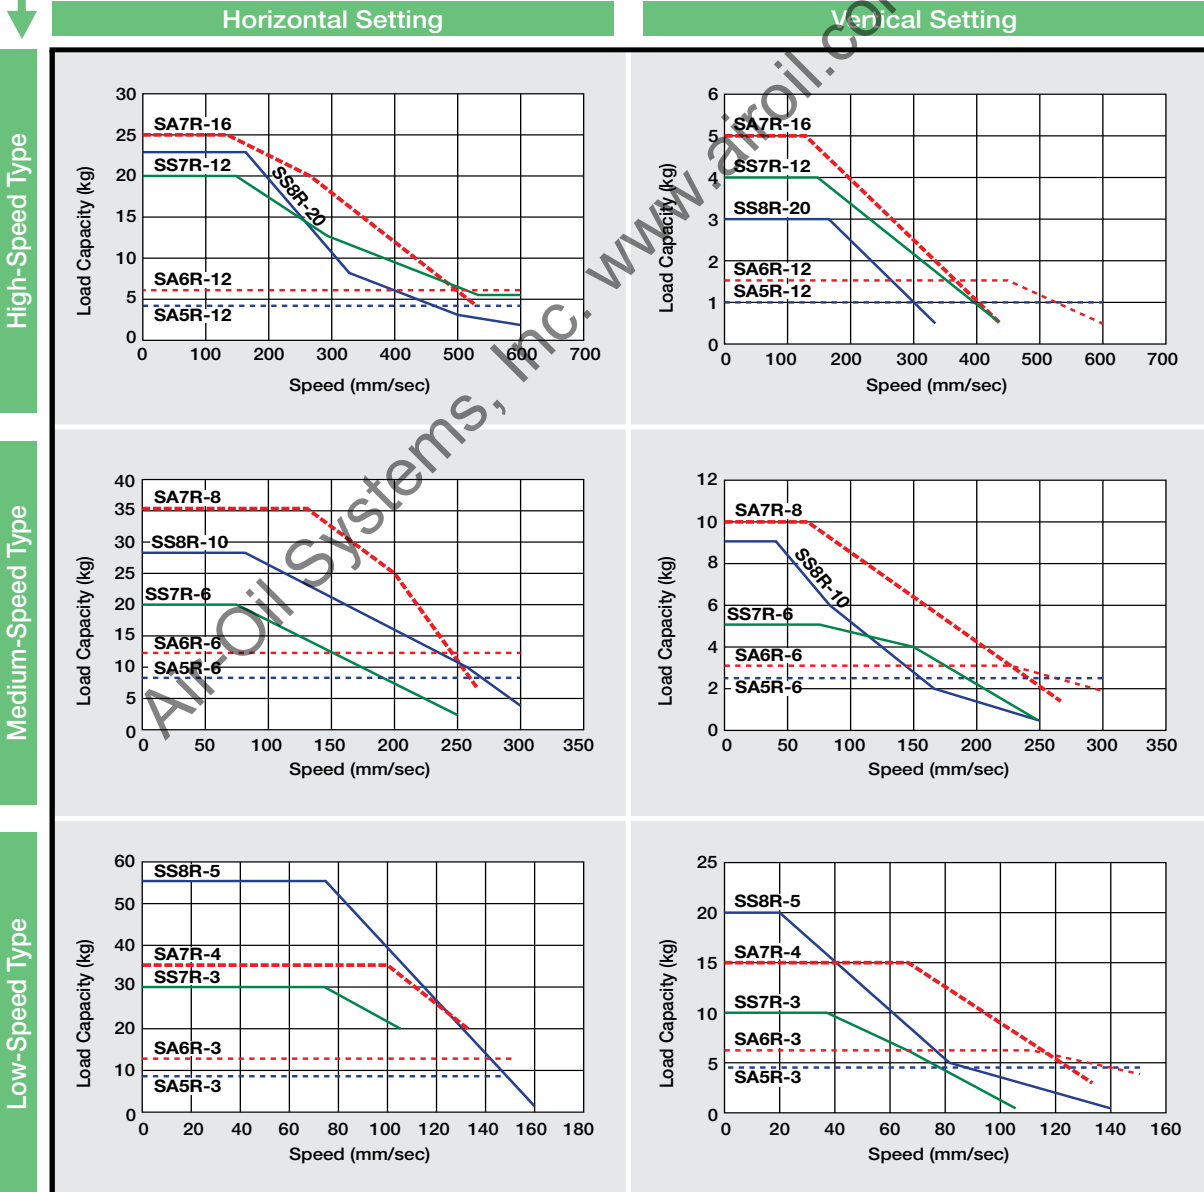 Horizontal Setting
Vertical Setting
High-Speed Type
Load Capacity (kg)
30
25
20
15
10
5
0
SA7R-16
SS7R-12
SS8R-20
SA6R-12
SA5R-12
0 100 200 300 400 500 600 700
Speed (mm/sec)
Load Capacity (kg)
6
5
4
3
2
1
0
SA7R-16
SS7R-12
SS8R-20
SA6R-12
SA5R-12
0 100 200 300 400 500 600 700
Speed (mm/sec)
Medium-Speed Type
Load Capacity (kg)
40
35
30
25
20
15
10
5
0
SA7R-8
SS8R-10
SS7R-6
SA6R-6
SA5R-6
0 50 100 150 200 250 300 350
Speed (mm/sec)
Load Capacity (kg)
12
10
8
6
4
2
0
SA7R-8
SS8R-10
SS7R-6
SA6R-6
SA5R-6
0 50 100 150 200 250 300 350
Speed (mm/sec)
Low-Speed Type
Load Capacity (kg)
60
50
40
30
20
10
0
SS8R-5
SA7R-4
SS7R-3
SA6R-3
SA5R-3
0 20 40 60 80 100 120 140 160 180
Speed (mm/sec)
Load Capacity (kg)
25
20
15
10
5
0
SS8R-5
SA7R-4
SS7R-3
SA6R-3
SA5R-3
0 20 40 60 80 100 120 140 160
Speed (mm/sec)
Air-Oil Systems, Inc. www.airoil.com